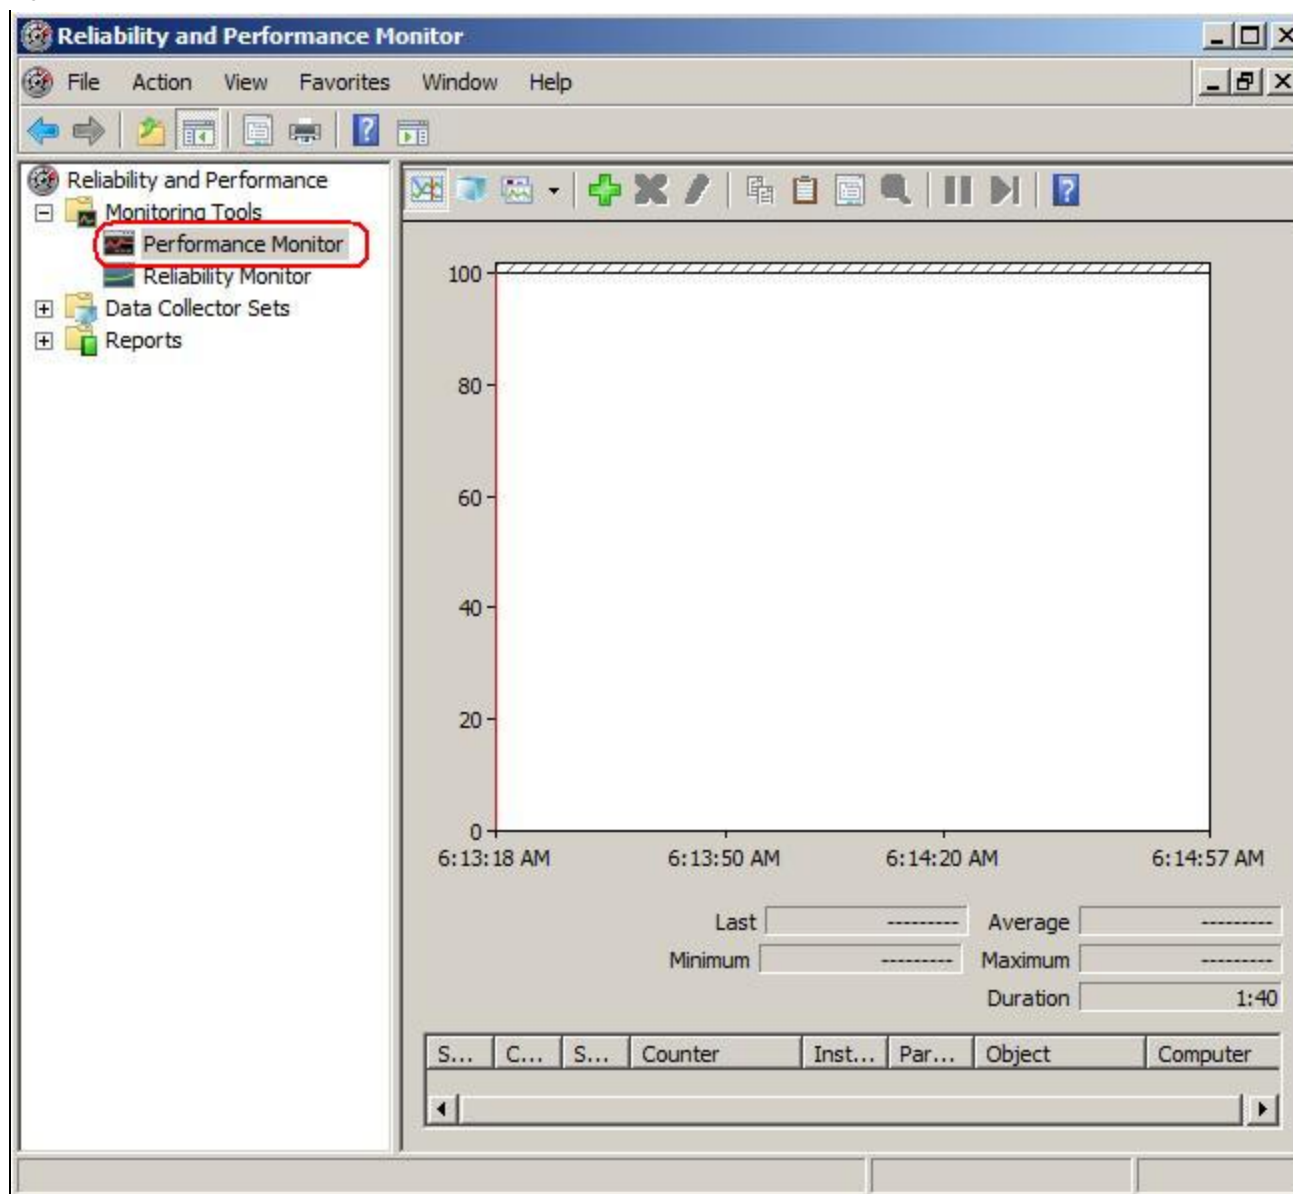 Reliability and Performance Monitor
File Action View Favorites Window Help
Reliability and Performance
Monitoring Tools
Performance Monitor
Reliability Monitor
Data Collector Sets
Reports
100
80
60
40
20
0
6:13:18 AM 6:13:50 AM 6:14:20 AM 6:14:57 AM
Last --------- Average ---------
Minimum --------- Maximum ---------
Duration 1:40
S... C... S... Counter Inst... Par... Object Computer